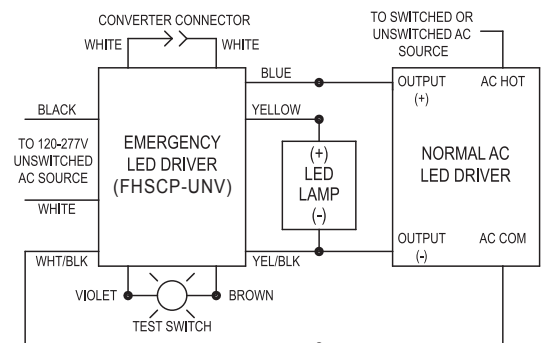 CONVERTER CONNECTOR
WHITE
WHITE
TO SWITCHED OR
UNSWITCHED AC
SOURCE
BLUE
OUTPUT
(+)
AC HOT
BLACK
YELLOW
TO 120-277V
UNSWITCHED
AC SOURCE
EMERGENCY
LED DRIVER
(FHSCP-UNV)
(+)
LED
LAMP
(-)
NORMAL AC
LED DRIVER
WHITE
OUTPUT
(-)
AC COM
WHT/BLK
YEL/BLK
VIOLET
BROWN
TEST SWITCH